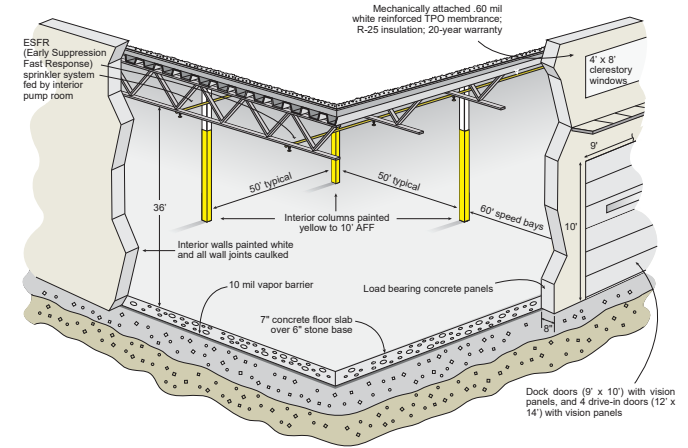 Mechanically attached .60 mil
white reinforced TPO membrance;
R-25 insulation; 20-year warranty
ESFR
(Early Suppression
Fast Response)
sprinkler system
fed by interior
pump room
4' x 8'
clerestory
windows
9'
50' typical
50' typical
36'
60' speed bays
10'
Interior columns painted
yellow to 10' AFF
Interior walls painted white
and all wall joints caulked
10 mil vapor barrier
Load bearing concrete panels
7" concrete floor slab
over 6" stone base
8"
Dock doors (9' x 10') with vision
panels, and 4 drive-in doors (12' x
14') with vision panels